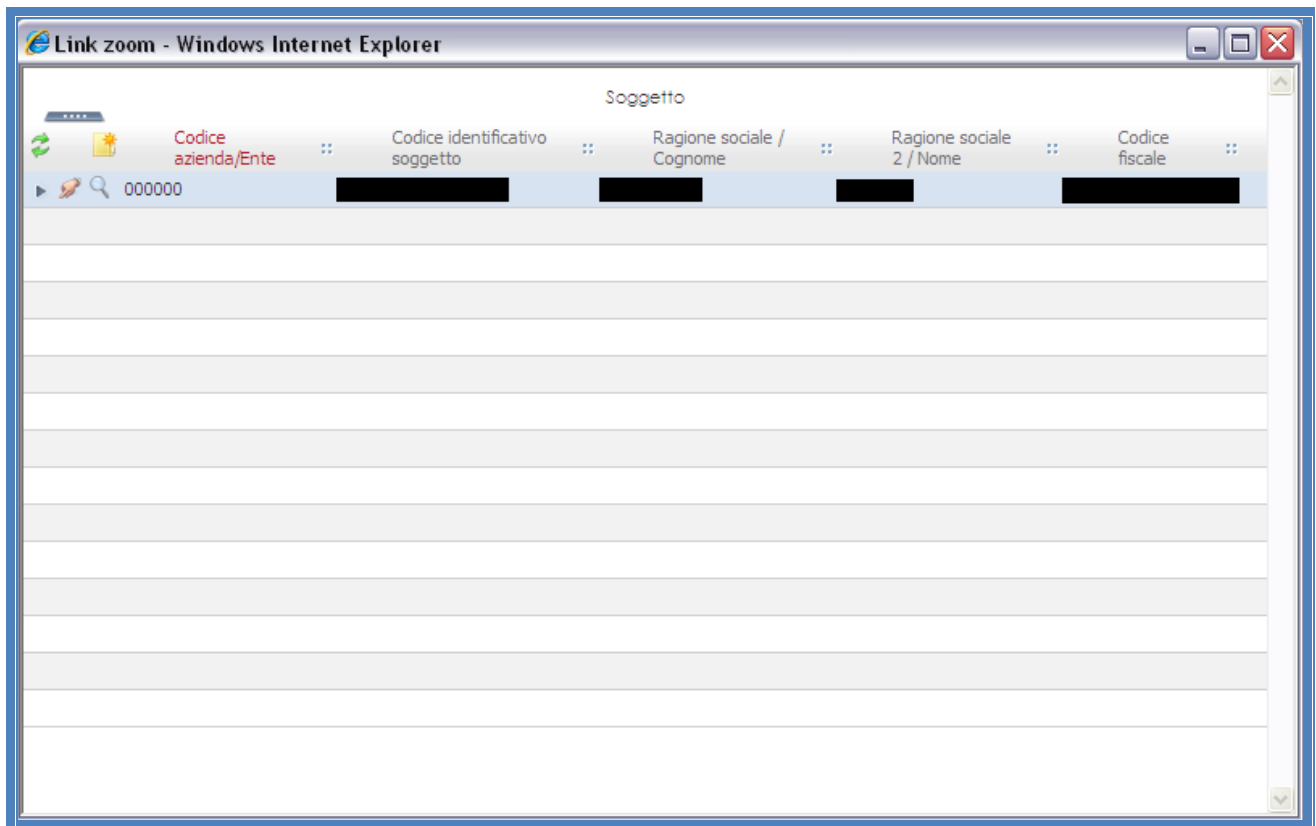 Link zoom - Windows Internet Explorer
Soggetto
Codice azienda/Ente
Codice identificativo soggetto
Ragione sociale / Cognome
Ragione sociale 2 / Nome
Codice fiscale
000000